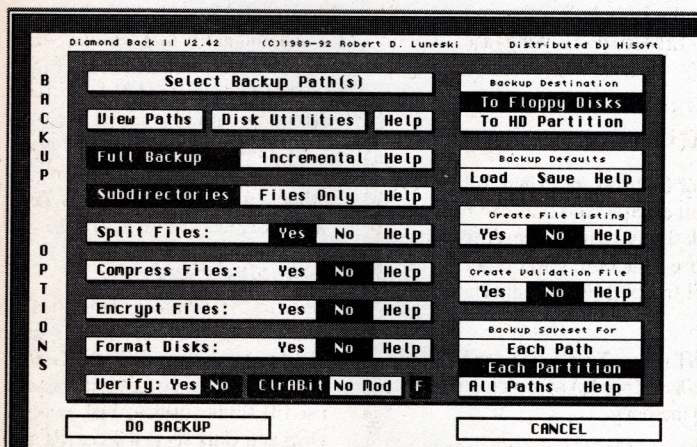 Diamond Back II V2.42 (C)1989-92 Robert D. Luneski Distributed by HiSoft
BACKUP OPTIONS
Select Backup Path(s)
View Paths Disk Utilities Help
Full Backup Incremental Help
Subdirectories Files Only Help
Split Files: Yes No Help
Compress Files: Yes No Help
Encrypt Files: Yes No Help
Format Disks: Yes No Help
Verify: Yes No ClrABit No Mod F
Backup Destination
To Floppy Disks
To HD Partition
Backup Defaults
Load Save Help
Create File Listing
Yes No Help
Create Validation File
Yes No Help
Backup Saveset For
Each Path
Each Partition
All Paths Help
DO BACKUP CANCEL